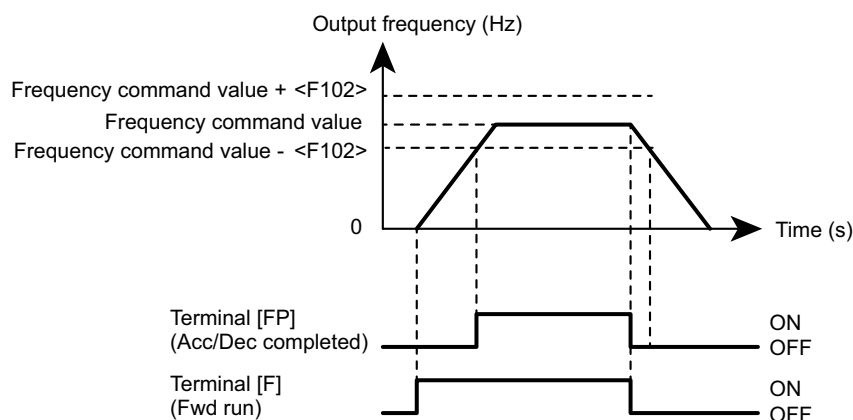 Output frequency (Hz)
Frequency command value + <F102>
Frequency command value
Frequency command value - <F102>
0
Time (s)
Terminal [FP]
(Acc/Dec completed)
ON
OFF
Terminal [F]
(Fwd run)
ON
OFF